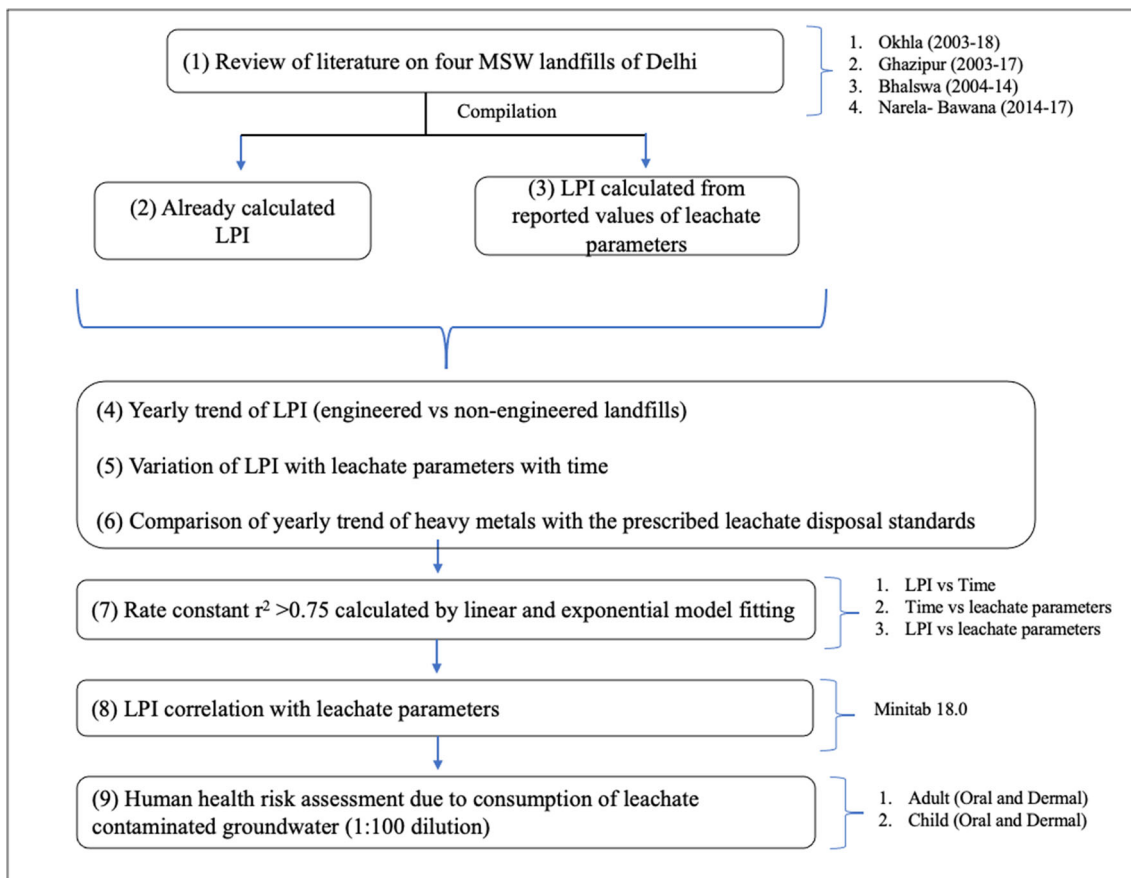 (1) Review of literature on four MSW landfills of Delhi
1. Okhla (2003-18)
2. Ghazipur (2003-17)
3. Bhalswa (2004-14)
4. Narela- Bawana (2014-17)
Compilation
(2) Already calculated
LPI
(3) LPI calculated from
reported values of leachate
parameters
(4) Yearly trend of LPI (engineered vs non-engineered landfills)
(5) Variation of LPI with leachate parameters with time
(6) Comparison of yearly trend of heavy metals with the prescribed leachate disposal standards
(7) Rate constant r² >0.75 calculated by linear and exponential model fitting
1. LPI vs Time
2. Time vs leachate parameters
3. LPI vs leachate parameters
(8) LPI correlation with leachate parameters
Minitab 18.0
(9) Human health risk assessment due to consumption of leachate
contaminated groundwater (1:100 dilution)
1. Adult (Oral and Dermal)
2. Child (Oral and Dermal)